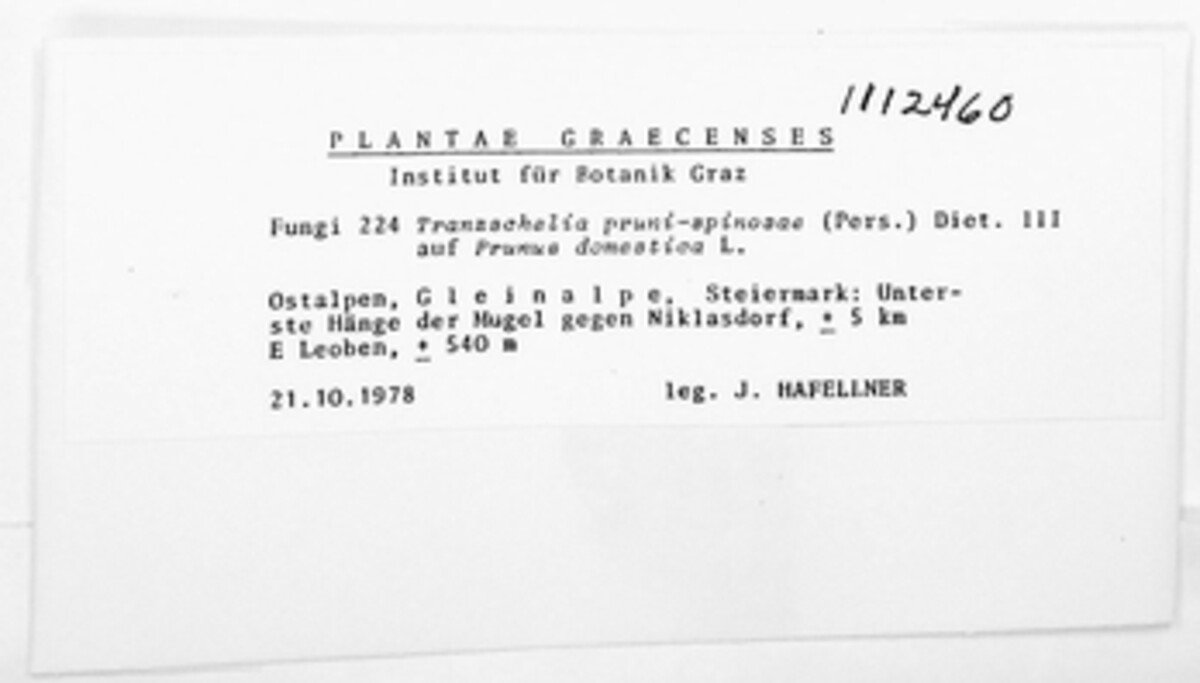 1112460
PLANTAE GRAECENSES
Institut für Botanik Graz
Fungi 224 Tranzschelia pruni-spinosae (Pers.) Diet. III
auf Prunus domestica L.
Ostalpen, Gleinalpe, Steiermark: Unter-
ste Hänge der Mugel gegen Niklasdorf, ± 5 km
E Leoben, ± 540 m
21.10.1978 leg. J. HAFELLNER